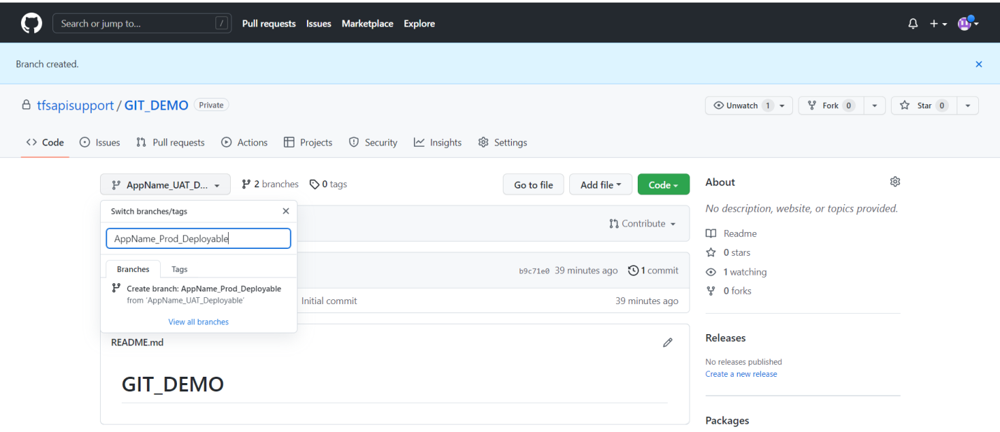 Search or jump to... /
Pull requests Issues Marketplace Explore
Branch created.
tfsapisupport / GIT_DEMO Private
Unwatch 1 Fork 0 Star 0
Code Issues Pull requests Actions Projects Security Insights Settings
AppName_UAT_D... 2 branches 0 tags
Go to file Add file Code
Switch branches/tags
AppName_Prod_Deployable
Branches Tags
Create branch: AppName_Prod_Deployable
from 'AppName_UAT_Deployable'
View all branches
Contribute
b9c71e0 39 minutes ago 1 commit
Initial commit 39 minutes ago
README.md
GIT_DEMO
About
No description, website, or topics provided.
Readme
0 stars
1 watching
0 forks
Releases
No releases published
Create a new release
Packages